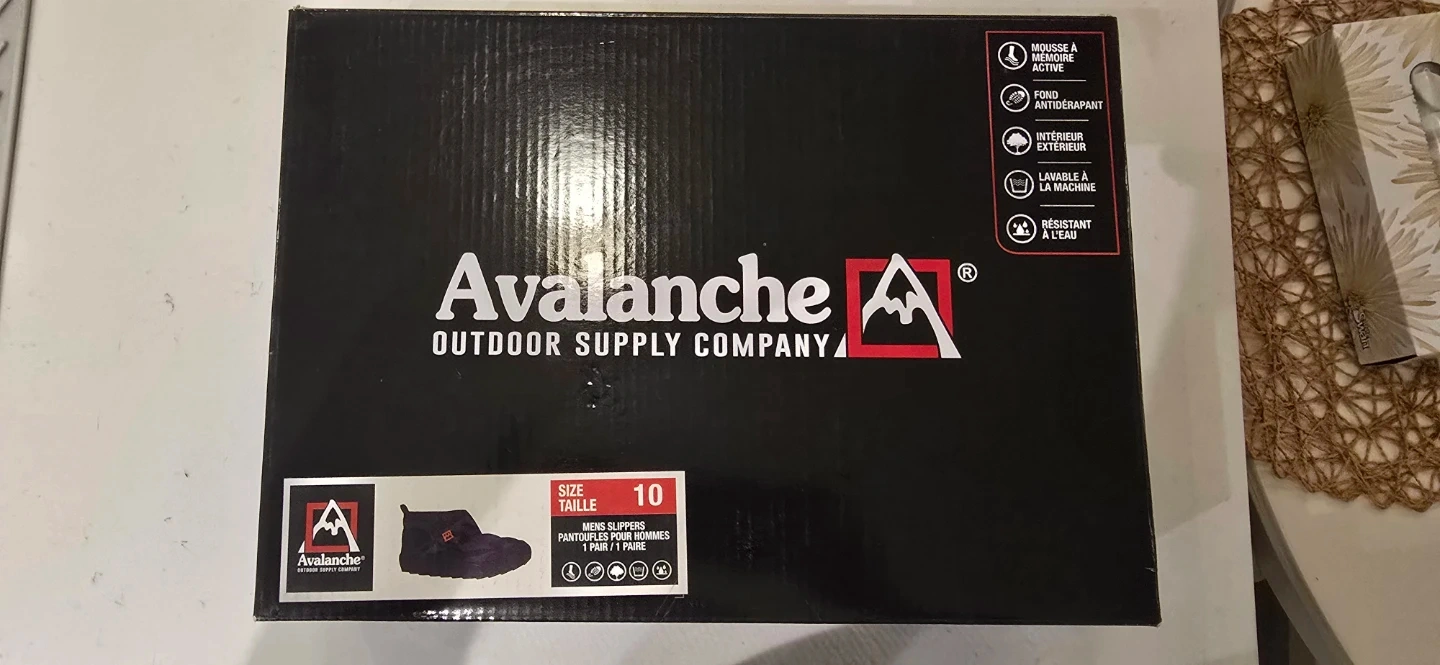 MOUSSE À
MÉMOIRE
ACTIVE
FOND
ANTIDÉRAPANT
INTÉRIEUR
EXTÉRIEUR
LAVABLE À
LA MACHINE
RÉSISTANT
À L'EAU
Avalanche ®
OUTDOOR SUPPLY COMPANY
Avalanche®
OUTDOOR SUPPLY COMPANY
SIZE 10
TAILLE
MENS SLIPPERS
PANTOUFLES POUR HOMMES
1 PAIR / 1 PAIRE